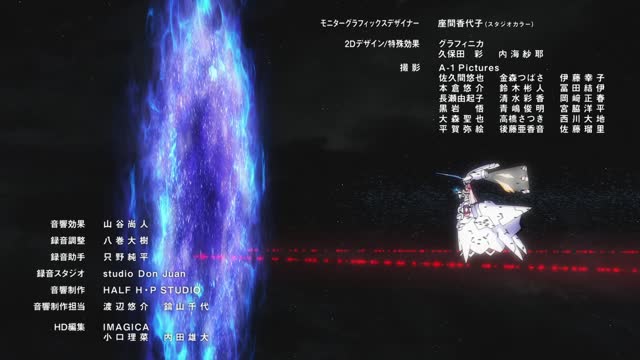 モニターグラフィックスデザイナー 座間香代子(スタジオカラー)
2Dデザイン/特殊効果 グラフィニカ
久保田 彩 内海紗耶
撮影 A-1 Pictures
佐久間悠也 金森つばさ 伊藤幸子
本倉悠介 鈴木彬人 冨田結伊
長瀬由起子 清水彩香 岡﨑正春
黒岩 悟 青嶋俊明 宮脇洋平
大森聖也 高橋さつき 西川大地
平賀弥絵 後藤亜香音 佐藤瑠里
音響効果 山谷尚人
録音調整 八巻大樹
録音助手 只野純平
録音スタジオ studio Don Juan
音響制作 HALF H・P STUDIO
音響制作担当 渡辺悠介 鑓山千代
HD編集 IMAGICA
小口理菜 内田雄大